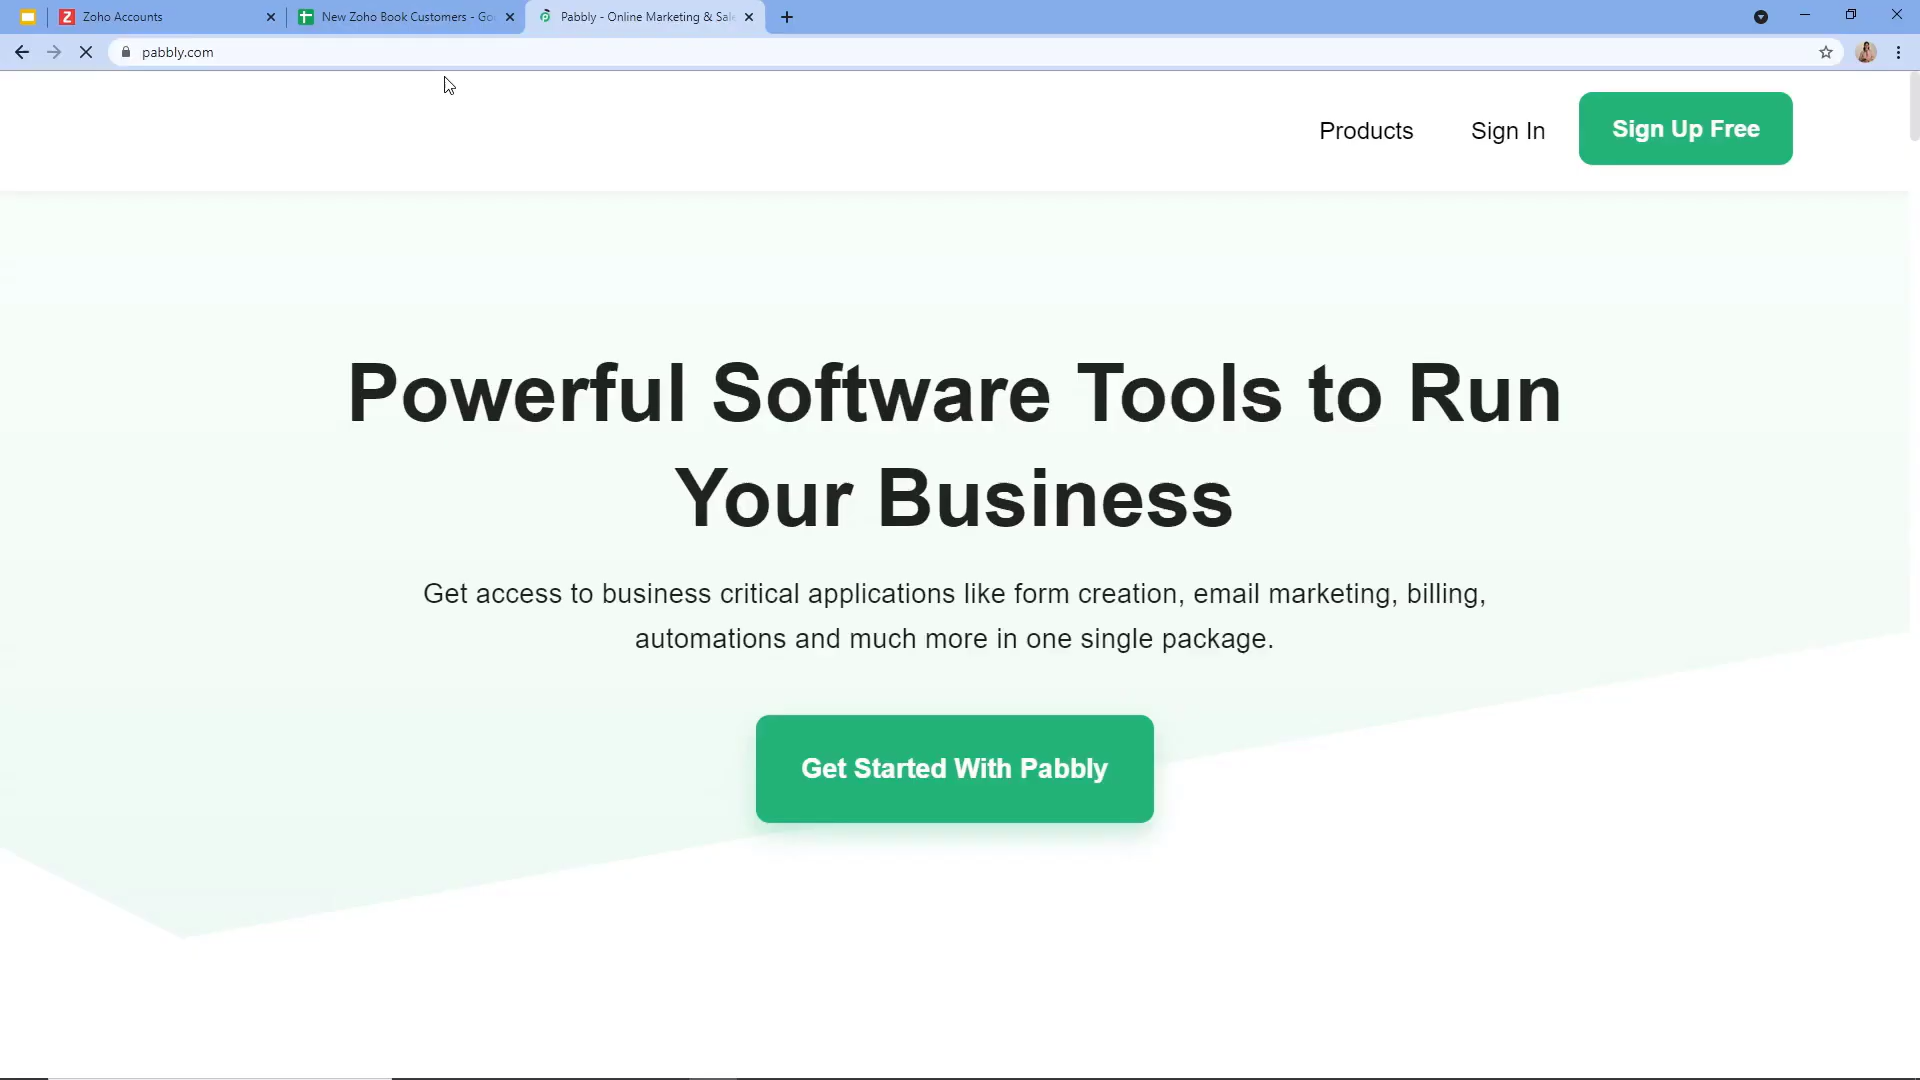 Zoho Accounts
New Zoho Book Customers - Go
Pabbly - Online Marketing & Sale
pabbly.com
Products
Sign In
Sign Up Free
Powerful Software Tools to Run
Your Business
Get access to business critical applications like form creation, email marketing, billing,
automations and much more in one single package.
Get Started With Pabbly